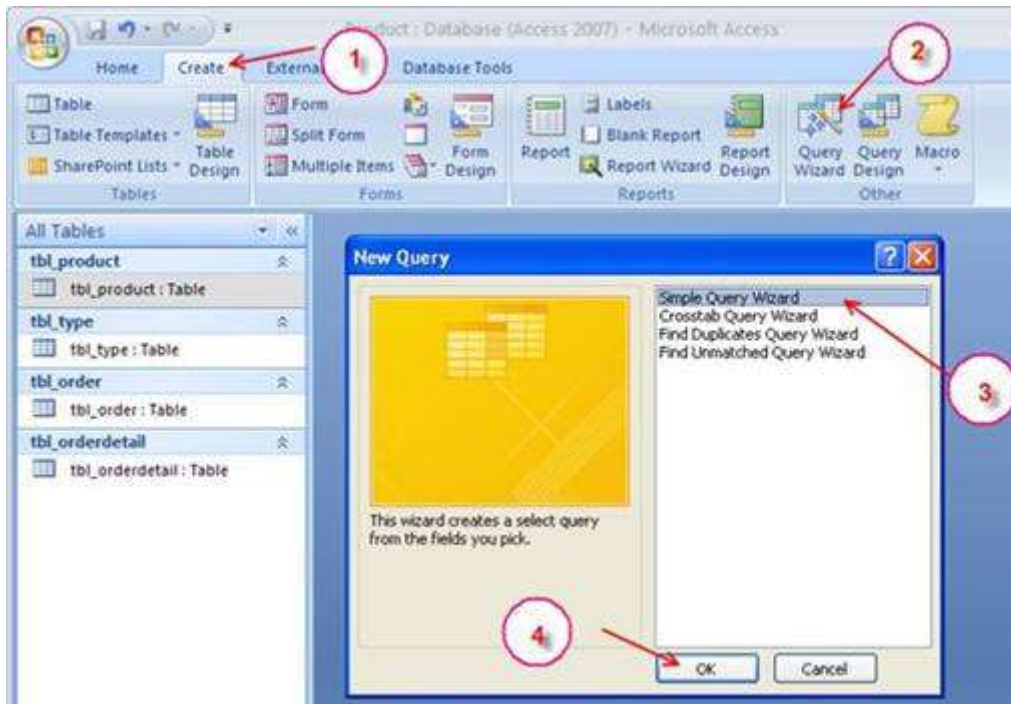 Product : Database (Access 2007) - Microsoft Access
1
2
Home Create External Database Tools
Table
Table Templates
SharePoint Lists
Table Design
Tables
Form
Split Form
Multiple Items
Form Design
Forms
Report
Labels
Blank Report
Report Wizard
Report Design
Reports
Query Wizard
Query Design
Macro
Other
All Tables
tbl_product
tbl_product : Table
tbl_type
tbl_type : Table
tbl_order
tbl_order : Table
tbl_orderdetail
tbl_orderdetail : Table
New Query
Simple Query Wizard
Crosstab Query Wizard
Find Duplicates Query Wizard
Find Unmatched Query Wizard
3
This wizard creates a select query
from the fields you pick.
4
OK Cancel